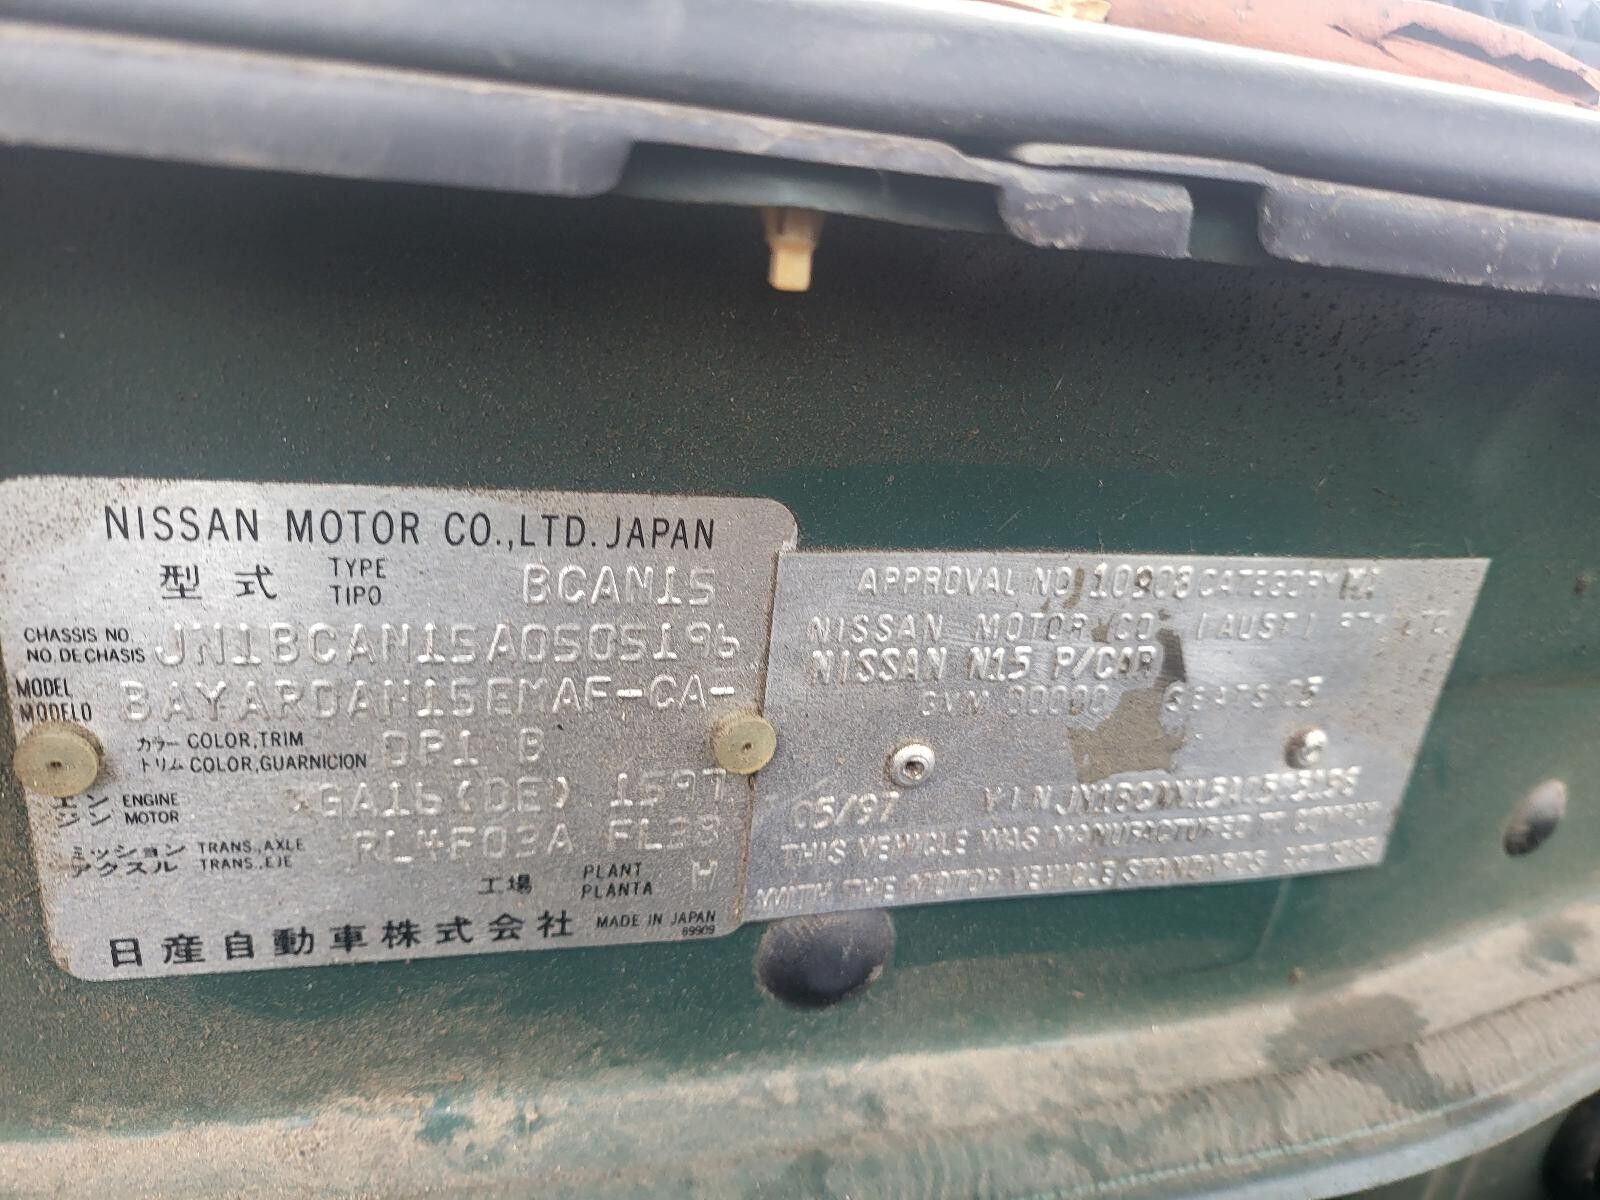 NISSAN MOTOR CO.,LTD. JAPAN
型式 TYPE TIPO BCAN15
CHASSIS NO. NO. DE CHASIS JN1BCAN15A0505196
MODEL MODELO BAYARDAN15EMAF-CA-
カラー COLOR,TRIM
トリム COLOR,GUARNICION DP1 B
エンジン ENGINE MOTOR GA16(DE) 1597
ミッション TRANS.,AXLE
アクスル TRANS.,EJE RL4F03A FL38
工場 PLANT PLANTA
日産自動車株式会社 MADE IN JAPAN
69909
APPROVAL NO 10908 CATEGORY MA
NISSAN MOTOR CO (AUST) PTY LTD
NISSAN N15 P/CAR
SEATS 05
05/97 VIN JN1BCAN15A0505196
THIS VEHICLE WAS MANUFACTURED TO COMPLY
WITH THE MOTOR VEHICLE STANDARDS ACT 1989